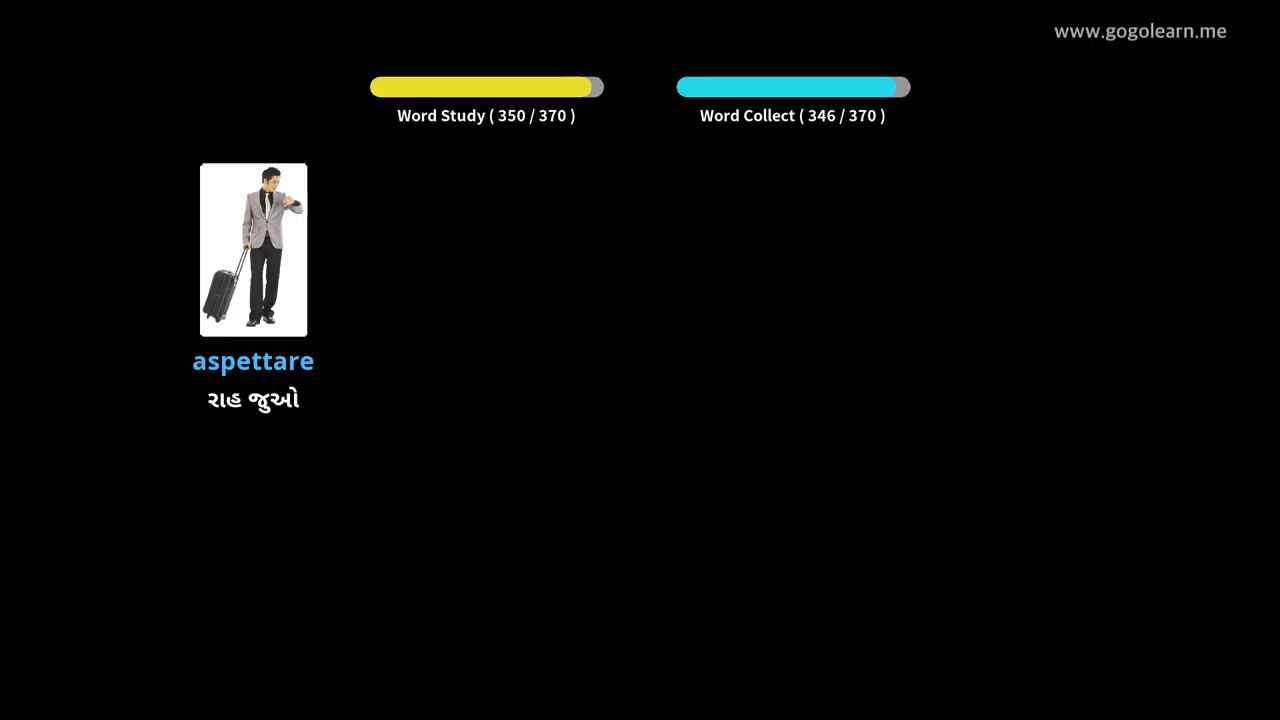 www.gogolearn.me
Word Study ( 350 / 370 )
Word Collect ( 346 / 370 )
aspettare
રાહ જુઓ